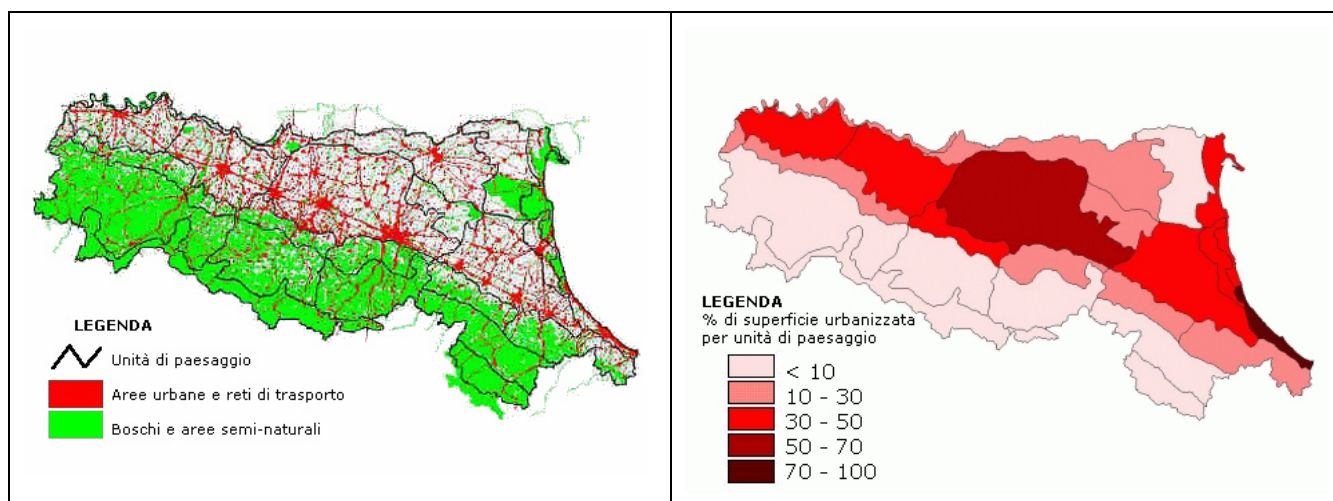 LEGENDA
Unità di paesaggio
Aree urbane e reti di trasporto
Boschi e aree semi-naturali
LEGENDA
% di superficie urbanizzata
per unità di paesaggio
< 10
10 - 30
30 - 50
50 - 70
70 - 100